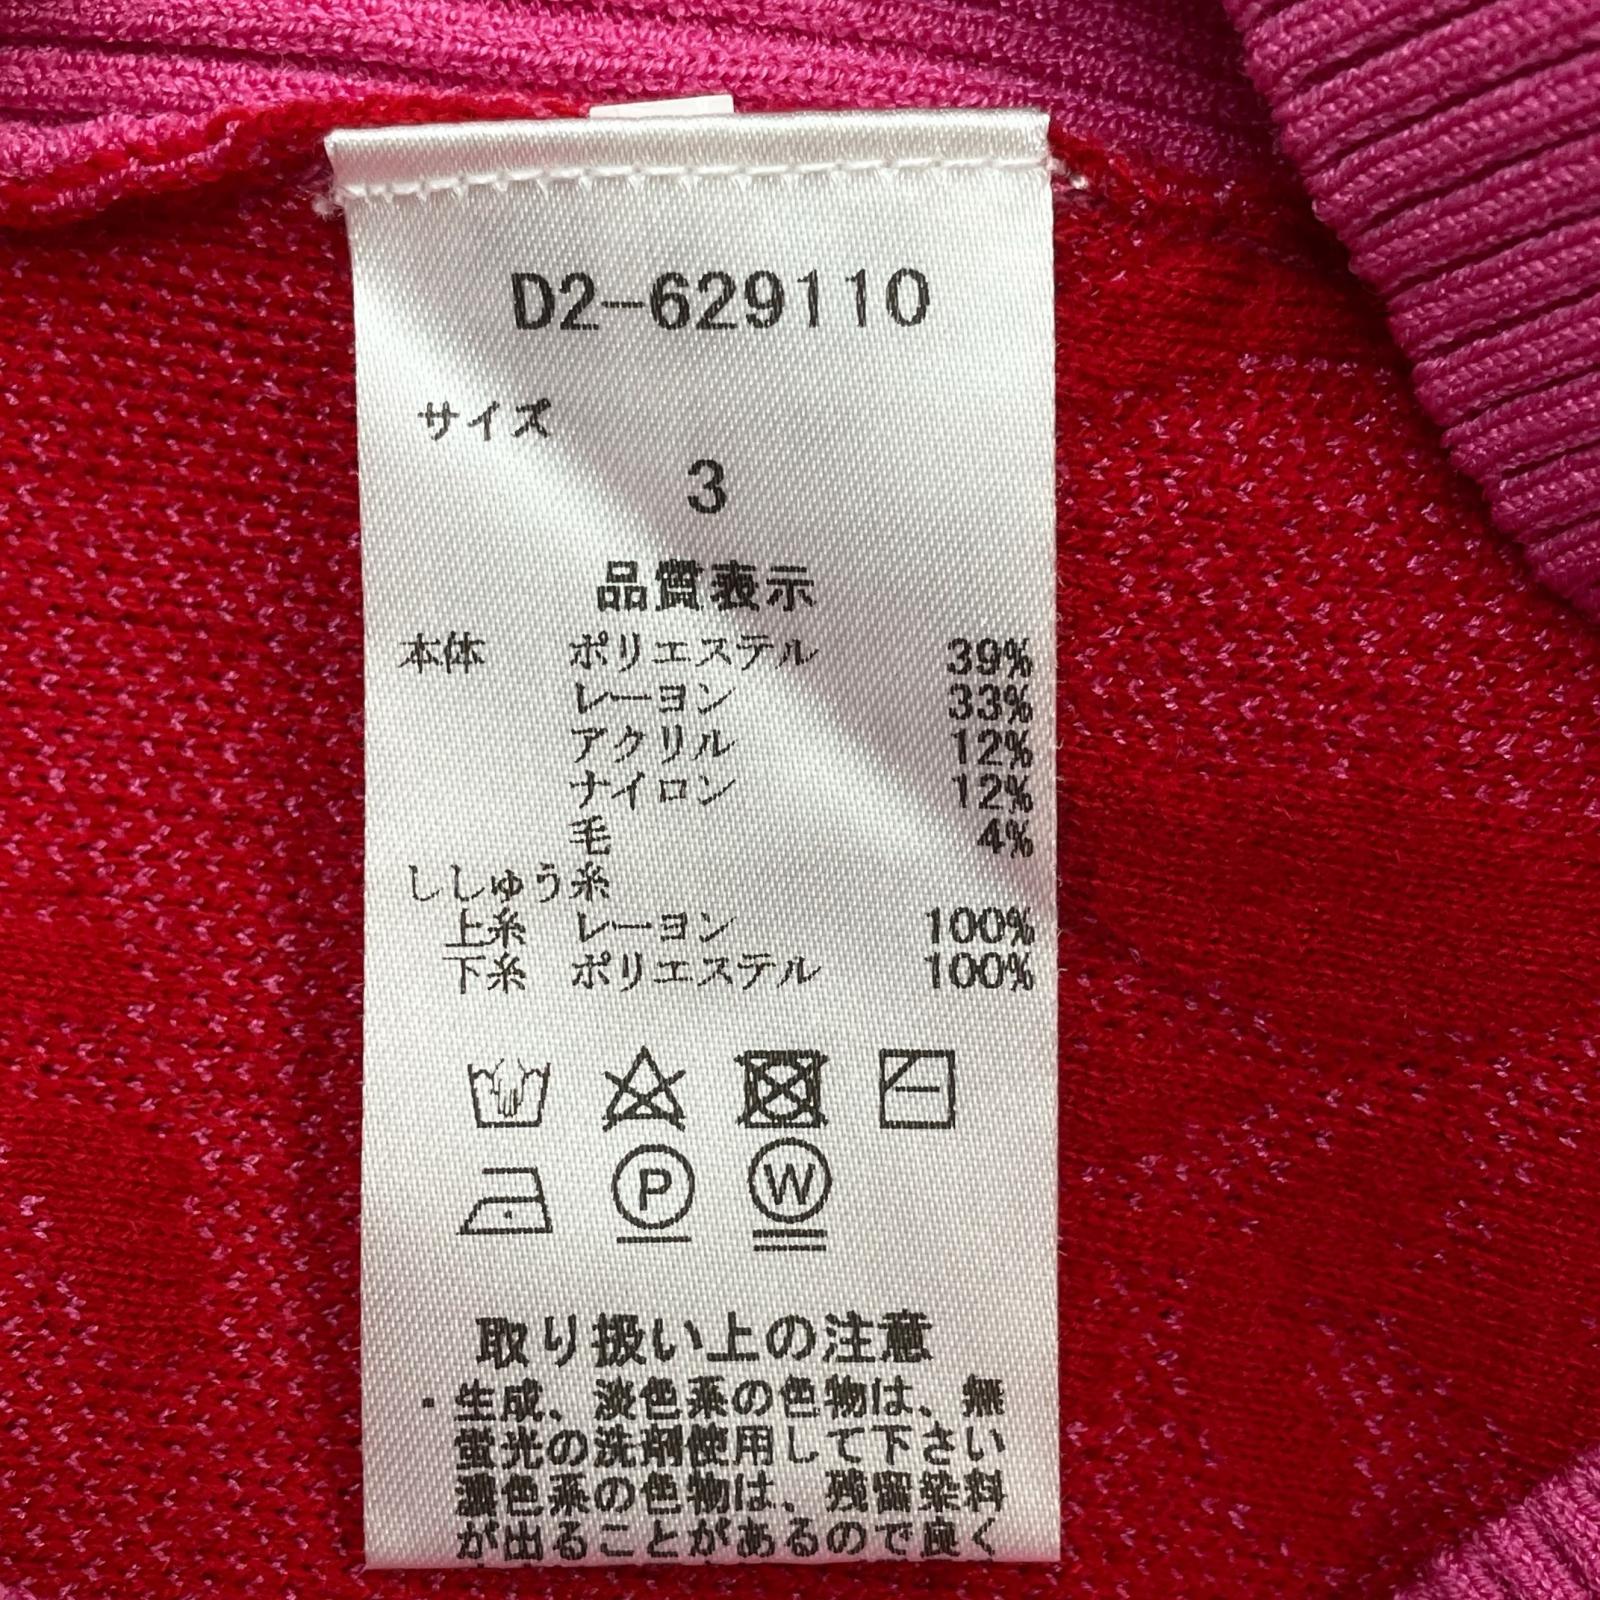 D2-629110
サイズ
3
品質表示
本体 ポリエステル 39%
レーヨン 33%
アクリル 12%
ナイロン 12%
毛 4%
ししゅう糸
上糸 レーヨン 100%
下糸 ポリエステル 100%
P W
取り扱い上の注意
・生成、淡色系の色物は、無
蛍光の洗剤使用して下さい
濃色系の色物は、残留染料
が出ることがあるので良く